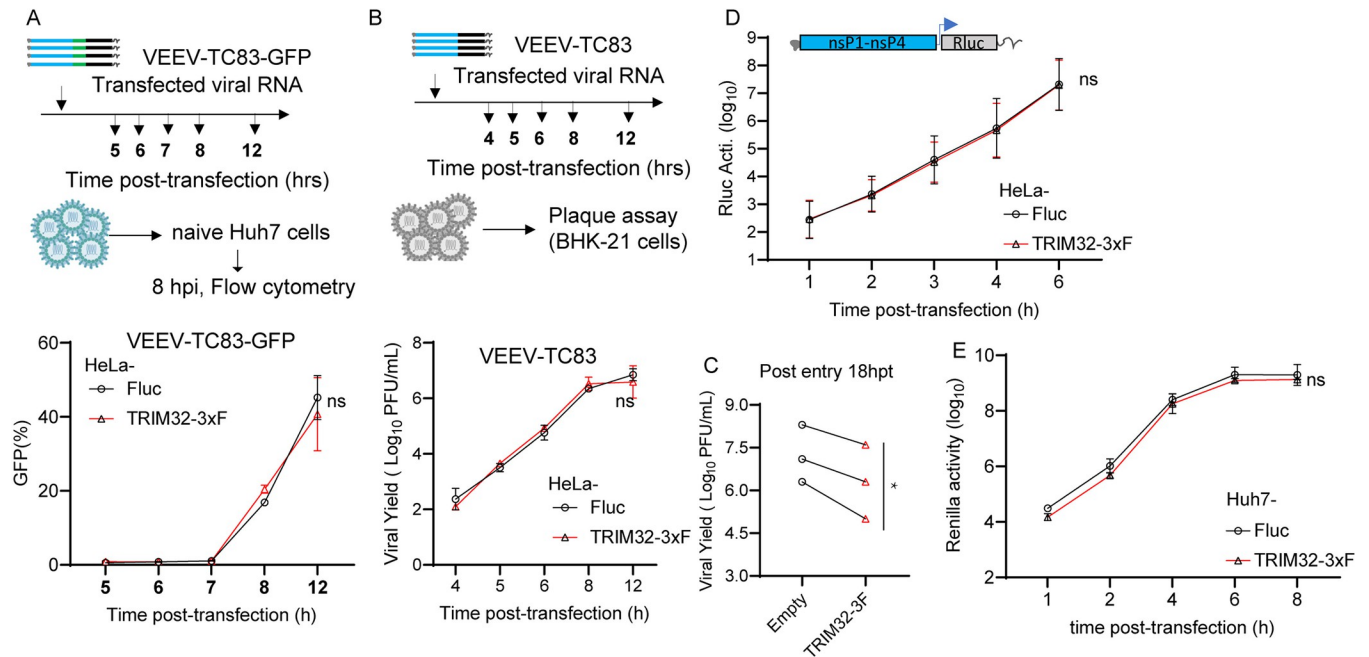 A
VEEV-TC83-GFP
Transfected viral RNA
5 6 7 8 12
Time post-transfection (hrs)
naive Huh7 cells
8 hpi, Flow cytometry
VEEV-TC83-GFP
HeLa-
Fluc
TRIM32-3xF
ns
GFP(%)
60
40
20
0
5 6 7 8 12
Time post-transfection (h)
B
VEEV-TC83
Transfected viral RNA
4 5 6 8 12
Time post-transfection (hrs)
Plaque assay
(BHK-21 cells)
VEEV-TC83
ns
HeLa-
Fluc
TRIM32-3xF
Viral Yield ( Log10 PFU/mL)
8
6
4
2
0
4 5 6 8 12
Time post-transfection (h)
C
Post entry 18hpt
Viral Yield ( Log10 PFU/mL)
9.0
7.5
6.0
4.5
3.0
*
Empty
TRIM32-3F
D
nsP1-nsP4
Rluc
Rluc Acti. (log10)
9
8
7
6
5
4
3
2
1
ns
HeLa-
Fluc
TRIM32-3xF
1 2 3 4 6
Time post-transfection (h)
E
Renilla activity (log10)
10
8
6
4
2
ns
Huh7-
Fluc
TRIM32-3xF
1 2 4 6 8
time post-transfection (h)